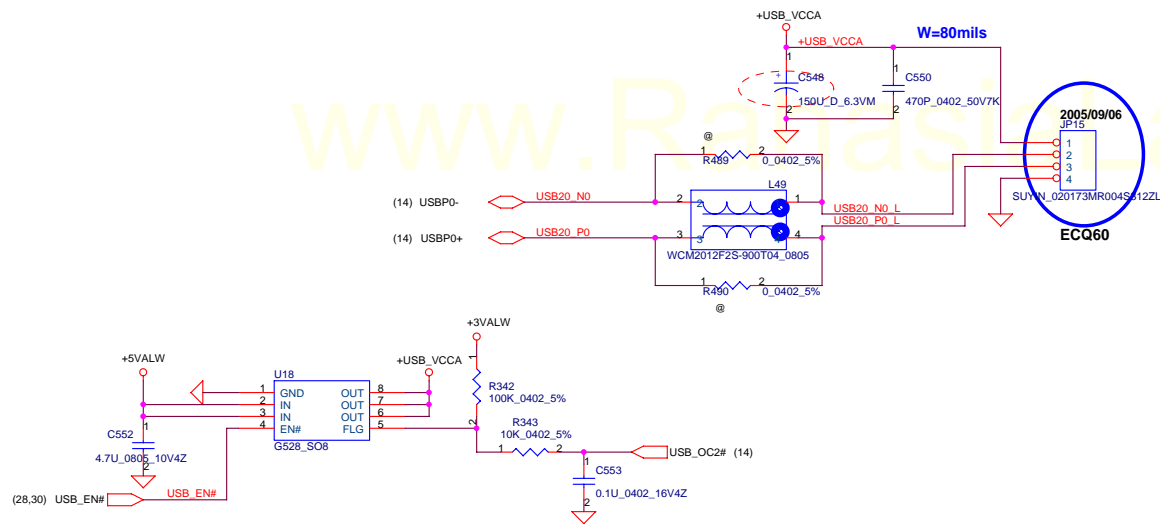 +USB_VCCA
W=80mils
+USB_VCCA
1
+
C548
150U_D_6.3VM
2
1
C550
470P_0402_50V7K
2
2005/09/06
JP15
1
2
3
4
ECQ60
www.
@
1
R489
2
0_0402_5%
L49
(14) USBP0-
USB20_N0
2
2
1
USB20_N0_L
(14) USBP0+
USB20_P0
3
3
4
USB20_P0_L
WCM2012F2S-900T04_0805
1
R490
2
0_0402_5%
@
+3VALW
+5VALW
+USB_VCCA
1
R342
100K_0402_5%
2
U18
1 GND OUT 8
2 IN OUT 7
3 IN OUT 6
4 EN# FLG 5
G528_SO8
C552
1
4.7U_0805_10V4Z
2
R343
10K_0402_5%
1
2
USB_OC2# (14)
1
C553
0.1U_0402_16V4Z
2
(28,30) USB_EN#
USB_EN#